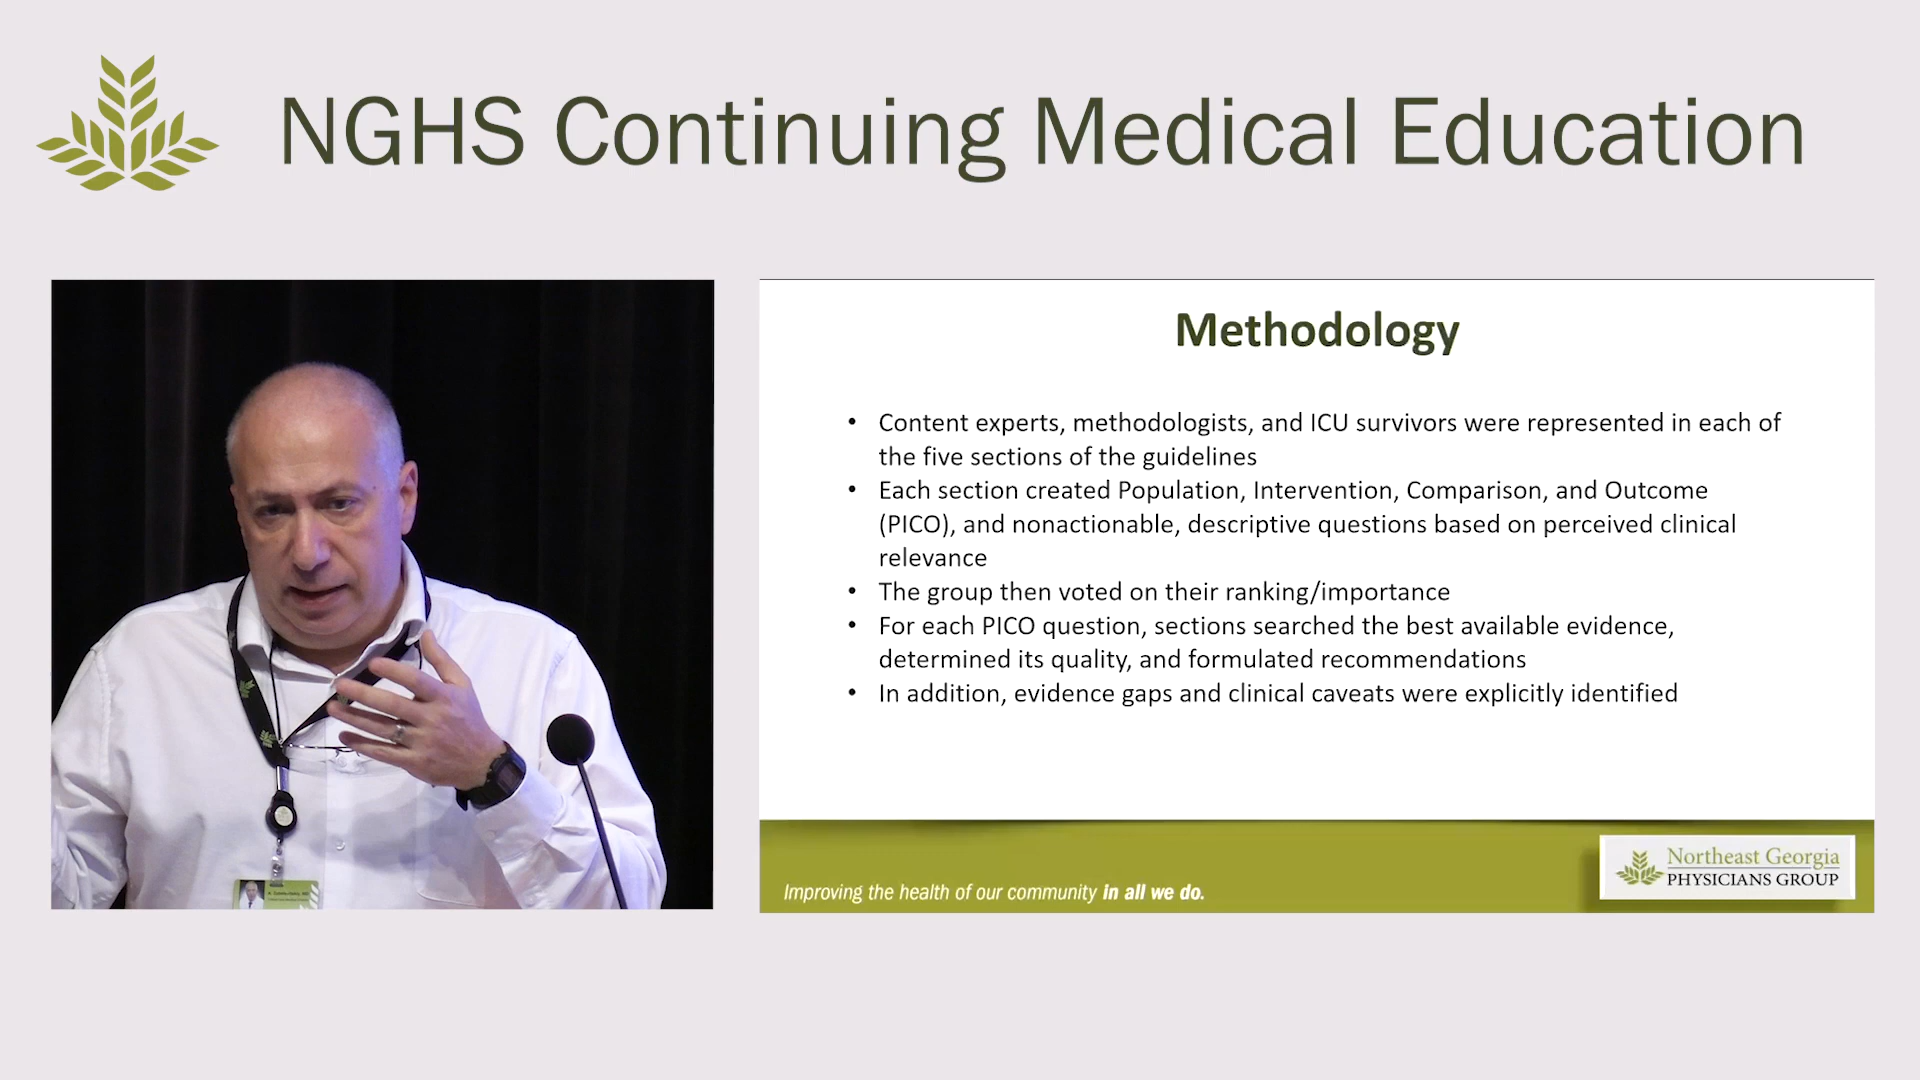 NGHS Continuing Medical Education
Methodology
• Content experts, methodologists, and ICU survivors were represented in each of
the five sections of the guidelines
• Each section created Population, Intervention, Comparison, and Outcome
(PICO), and nonactionable, descriptive questions based on perceived clinical
relevance
• The group then voted on their ranking/importance
• For each PICO question, sections searched the best available evidence,
determined its quality, and formulated recommendations
• In addition, evidence gaps and clinical caveats were explicitly identified
Improving the health of our community in all we do.
Northeast Georgia
PHYSICIANS GROUP